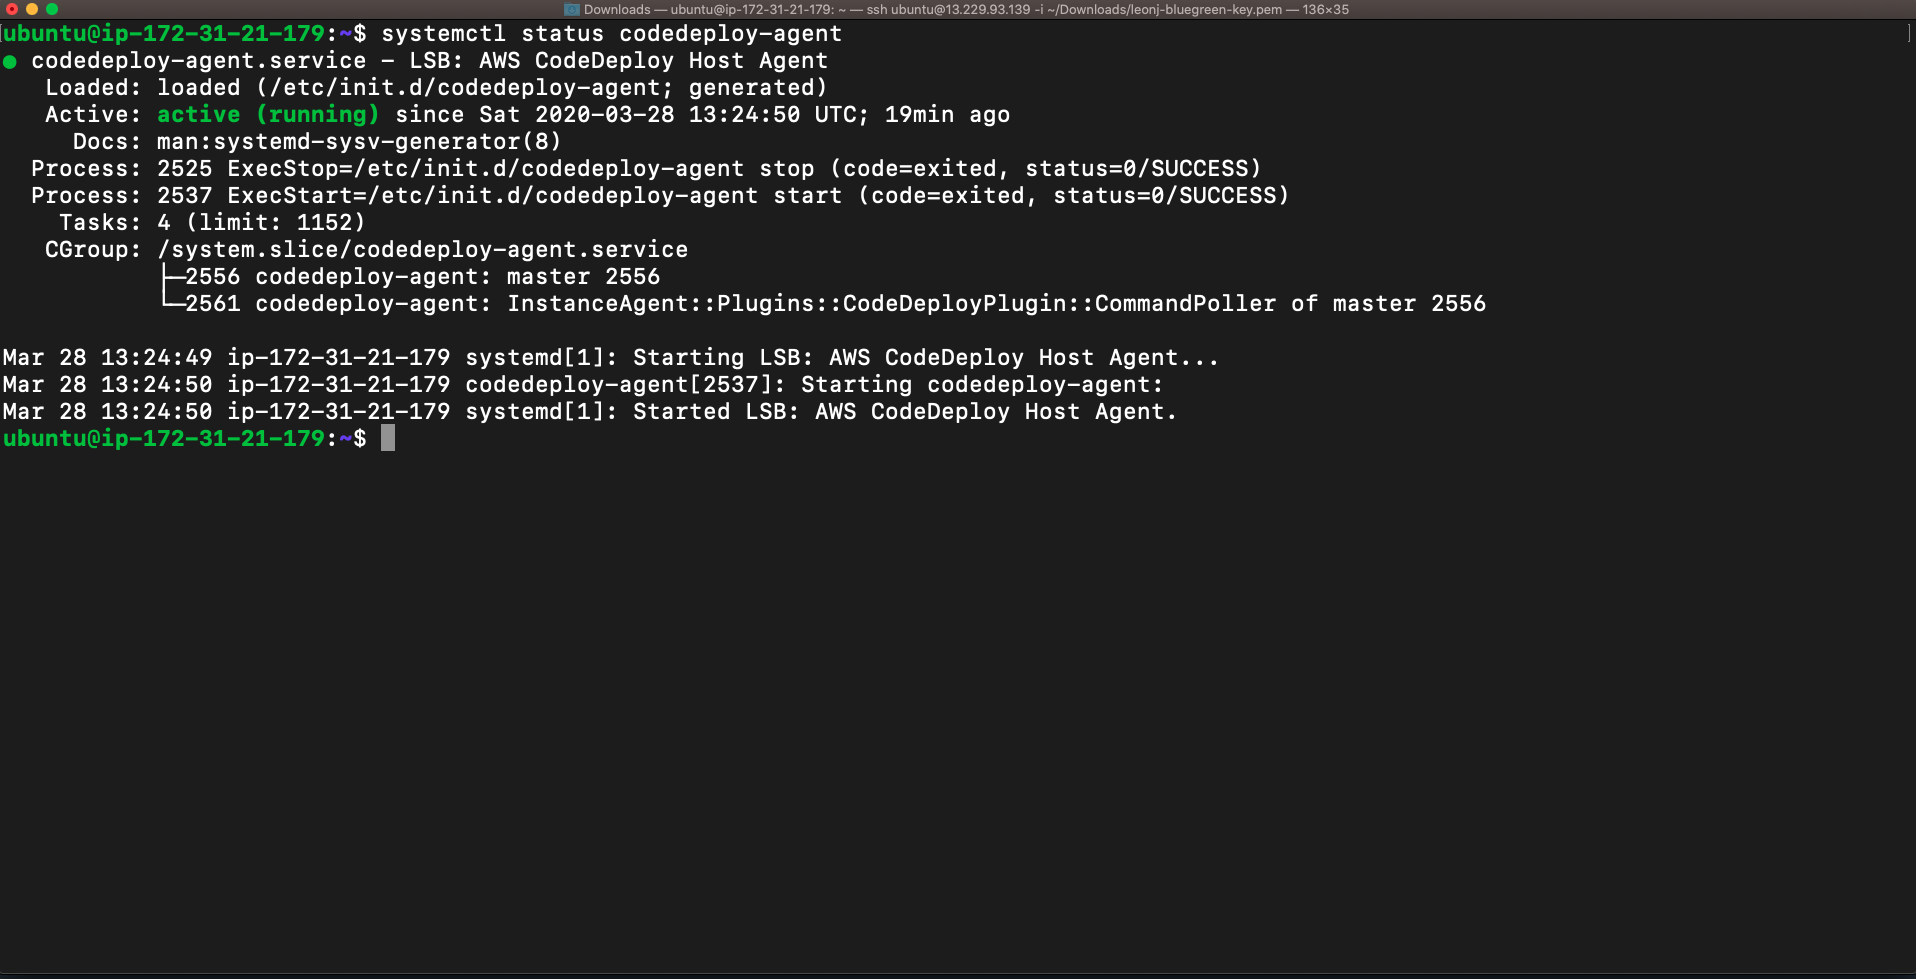 Downloads — ubuntu@ip-172-31-21-179: ~ — ssh ubuntu@13.229.93.139 -i ~/Downloads/leonj-bluegreen-key.pem — 136×35
[ubuntu@ip-172-31-21-179:~$ systemctl status codedeploy-agent ]
● codedeploy-agent.service - LSB: AWS CodeDeploy Host Agent
   Loaded: loaded (/etc/init.d/codedeploy-agent; generated)
   Active: active (running) since Sat 2020-03-28 13:24:50 UTC; 19min ago
     Docs: man:systemd-sysv-generator(8)
  Process: 2525 ExecStop=/etc/init.d/codedeploy-agent stop (code=exited, status=0/SUCCESS)
  Process: 2537 ExecStart=/etc/init.d/codedeploy-agent start (code=exited, status=0/SUCCESS)
    Tasks: 4 (limit: 1152)
   CGroup: /system.slice/codedeploy-agent.service
           ├─2556 codedeploy-agent: master 2556
           └─2561 codedeploy-agent: InstanceAgent::Plugins::CodeDeployPlugin::CommandPoller of master 2556
Mar 28 13:24:49 ip-172-31-21-179 systemd[1]: Starting LSB: AWS CodeDeploy Host Agent...
Mar 28 13:24:50 ip-172-31-21-179 codedeploy-agent[2537]: Starting codedeploy-agent:
Mar 28 13:24:50 ip-172-31-21-179 systemd[1]: Started LSB: AWS CodeDeploy Host Agent.
ubuntu@ip-172-31-21-179:~$